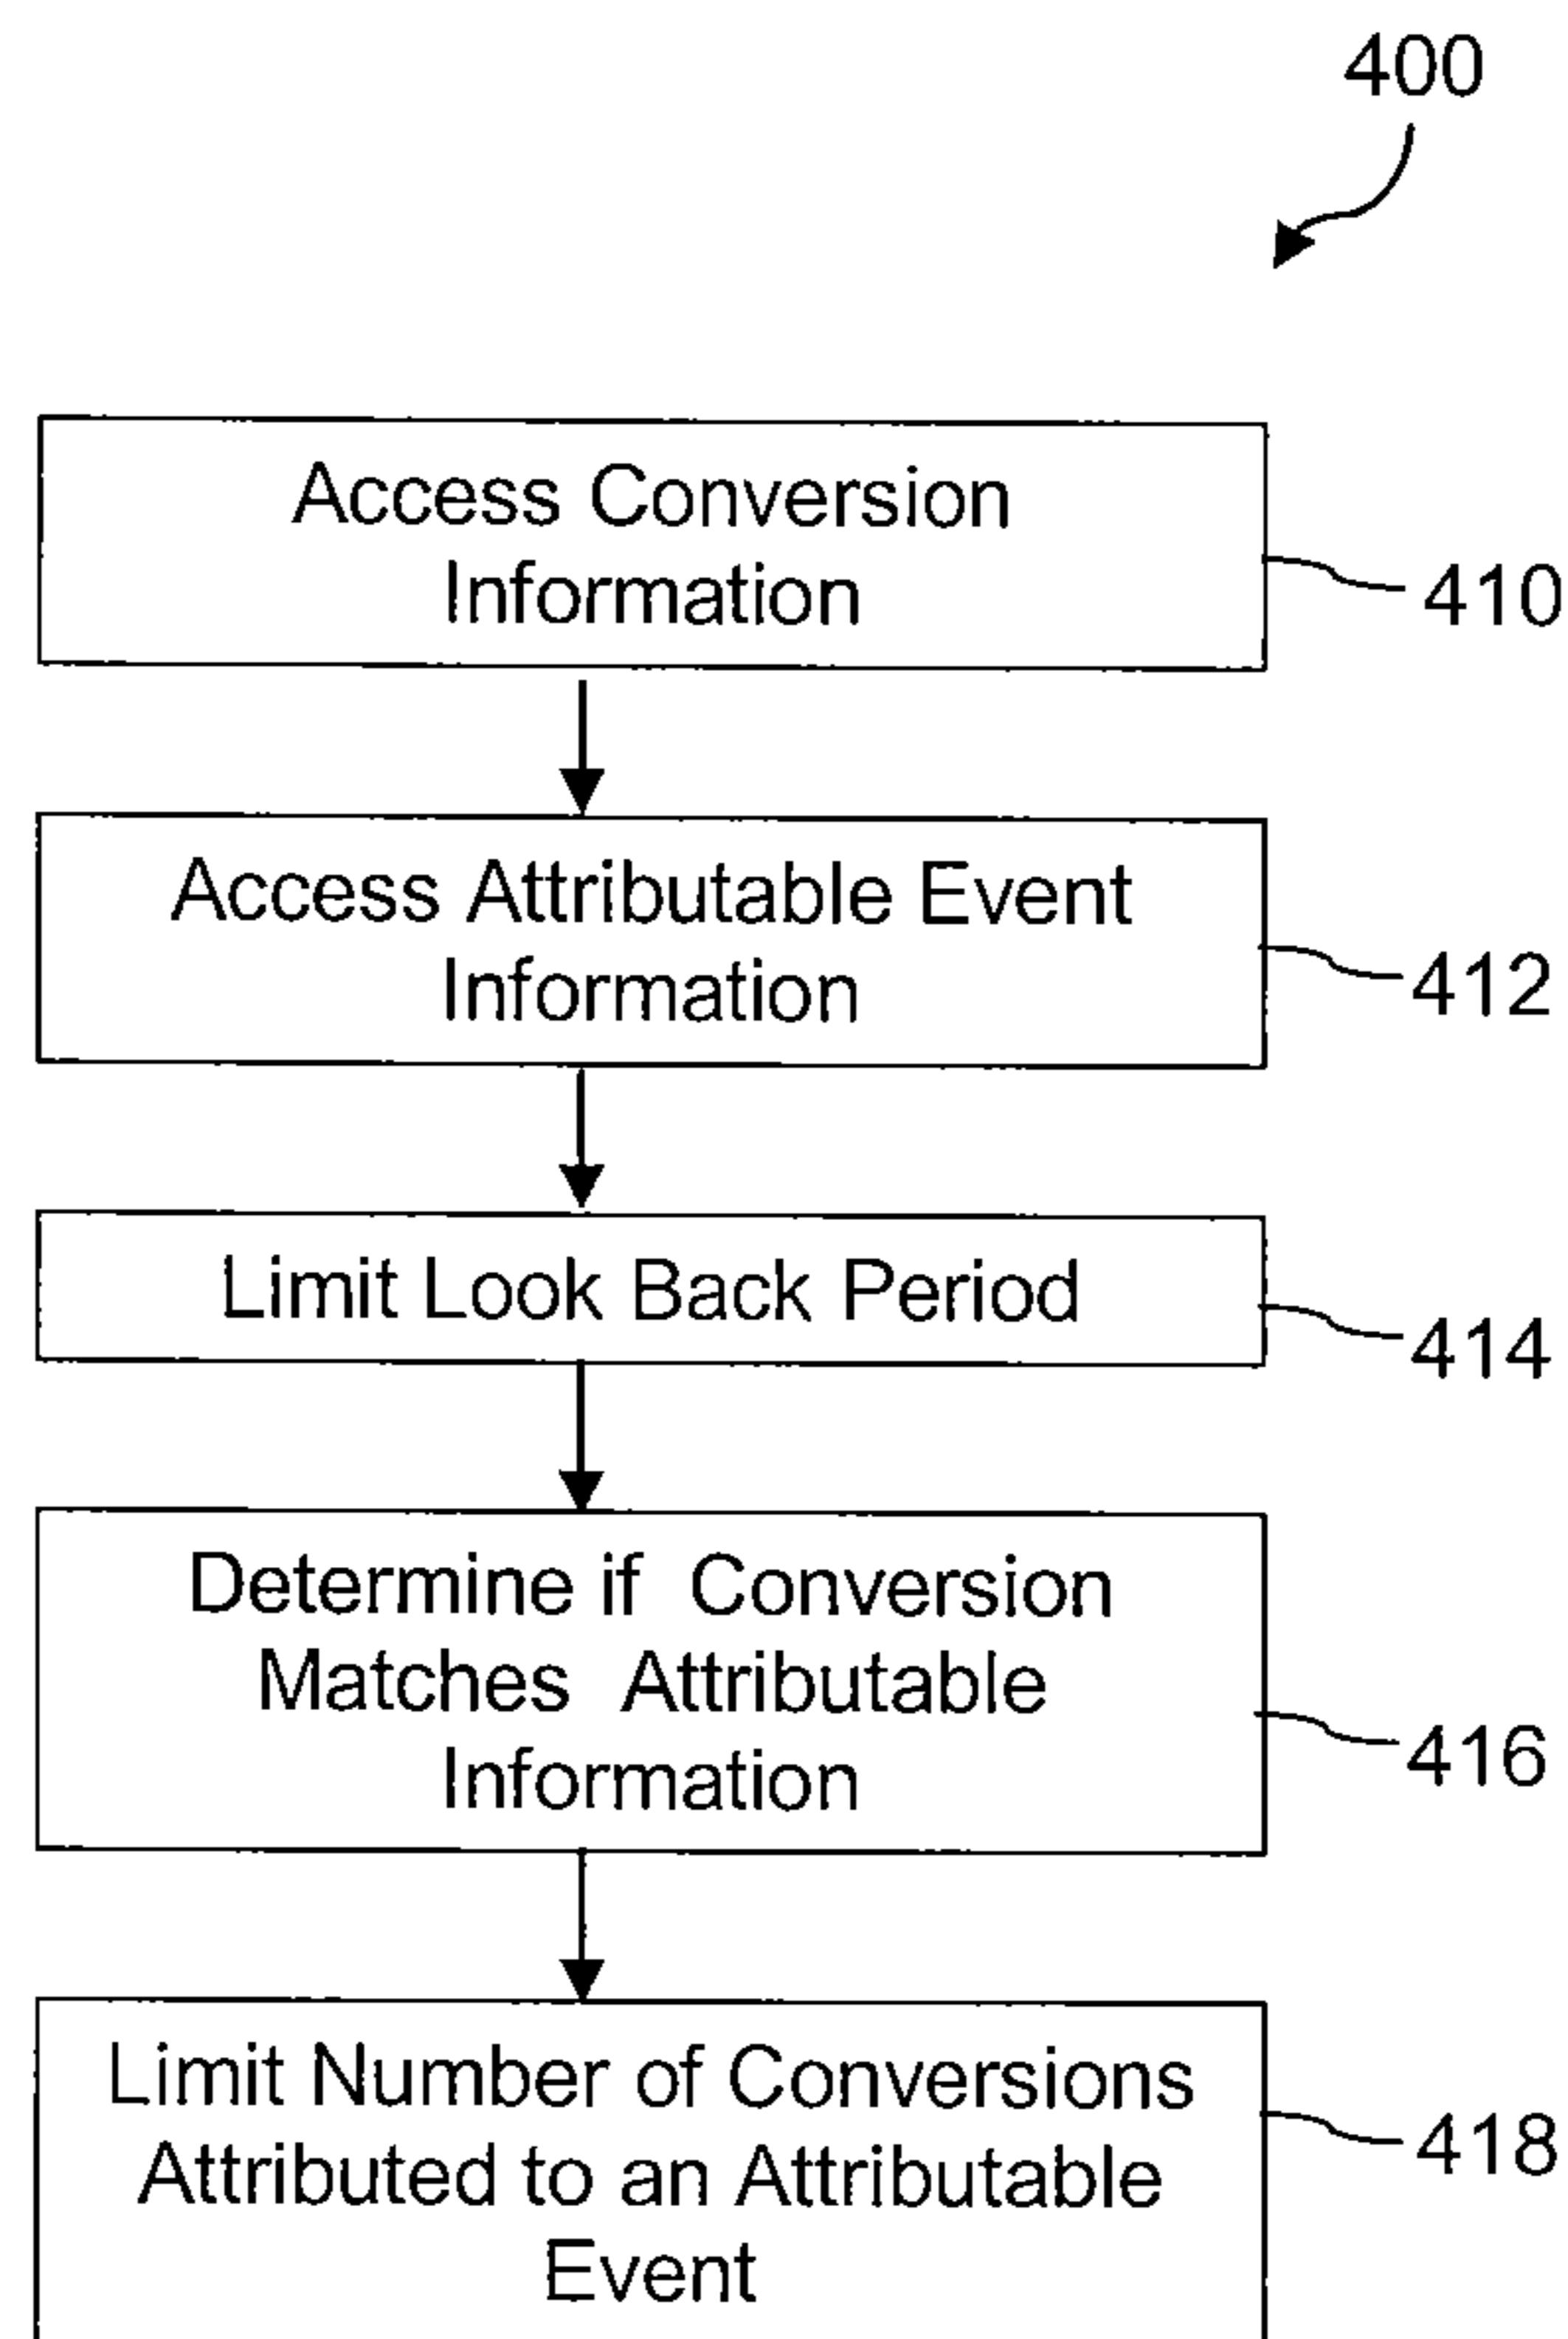 400
Access Conversion
Information
410
Access Attributable Event
Information
412
Limit Look Back Period
414
Determine if Conversion
Matches Attributable
Information
416
Limit Number of Conversions
Attributed to an Attributable
Event
418